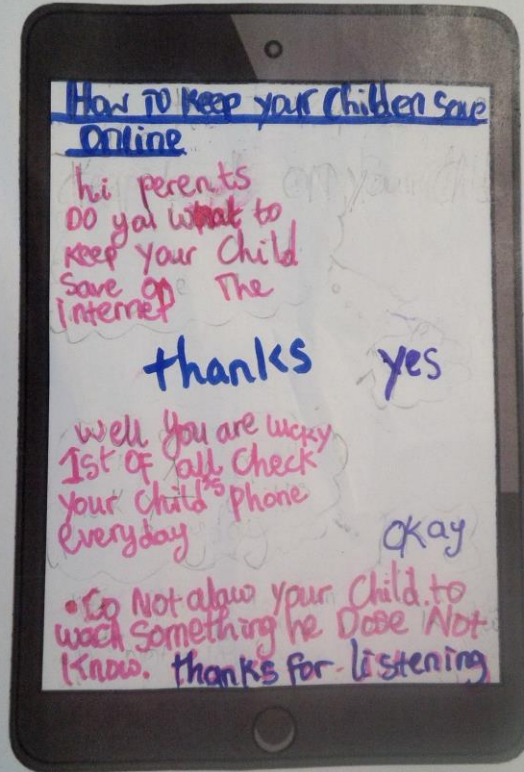 How To Keep your Childen Save
Online
hi perents
DO you what to
Keep your Child
Save on The
internet
thanks yes
Well You are lucky
1st of all Check
your Child's phone
everyday
okay
• Do Not alaw your Child to
wach Something he Dose Not
Know. thanks for listening